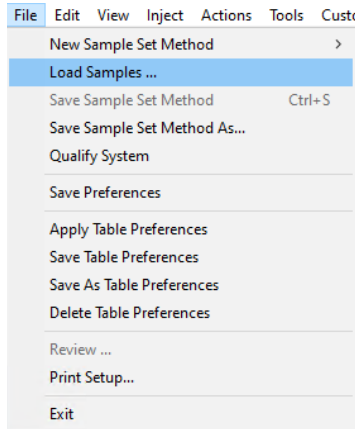 File Edit View Inject Actions Tools Custo
New Sample Set Method >
Load Samples ...
Save Sample Set Method Ctrl+S
Save Sample Set Method As...
Qualify System
Save Preferences
Apply Table Preferences
Save Table Preferences
Save As Table Preferences
Delete Table Preferences
Review ...
Print Setup...
Exit